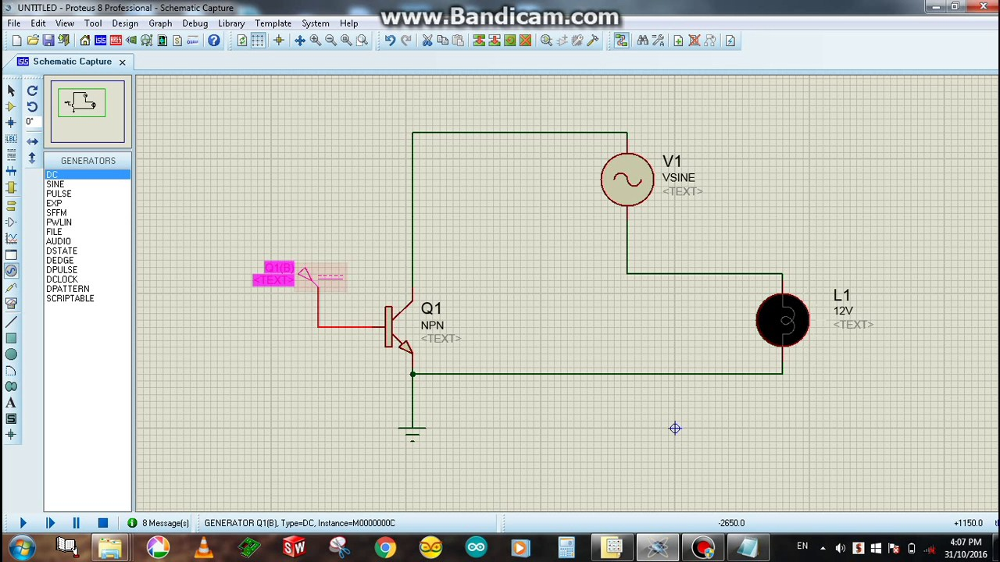 UNTITLED - Proteus 8 Professional - Schematic Capture
www.Bandicam.com
File Edit View Tool Design Graph Debug Library Template System Help
Schematic Capture
0°
LBL
GENERATORS
DC
SINE
PULSE
EXP
SFFM
PWLIN
FILE
AUDIO
DSTATE
DEDGE
DPULSE
DCLOCK
DPATTERN
SCRIPTABLE
V1
VSINE
<TEXT>
Q1(B)
<TEXT>
Q1
NPN
<TEXT>
L1
12V
<TEXT>
8 Message(s)
GENERATOR Q1(B), Type=DC, Instance=M0000000C
-2650.0
+1150.0
EN
4:07 PM
31/10/2016